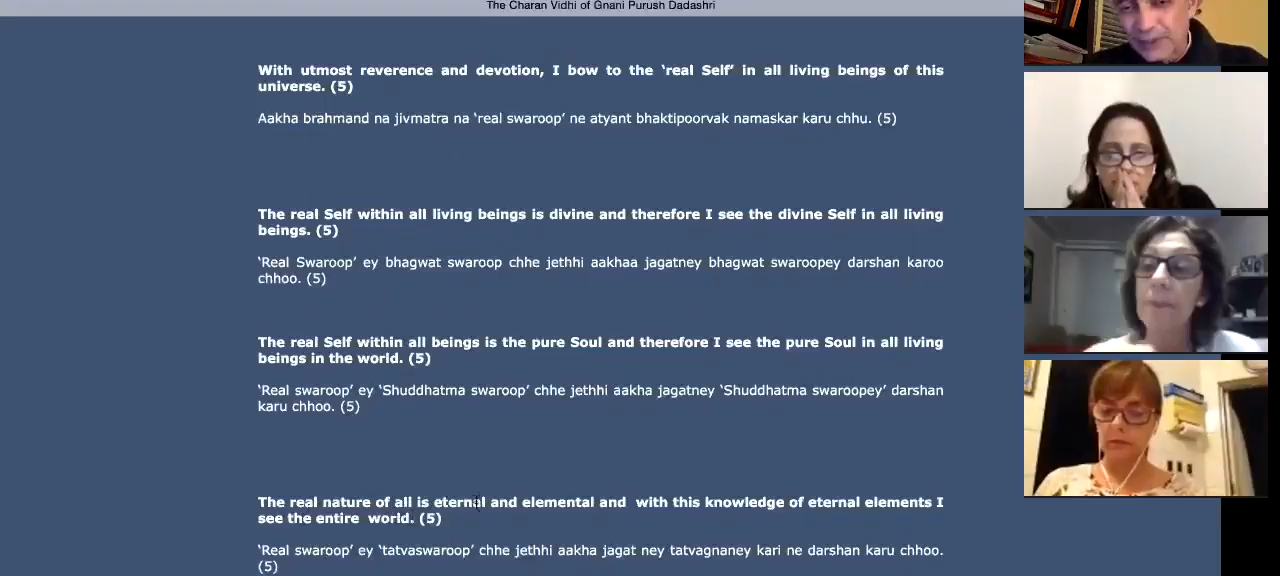 The Charan Vidhi of Gnani Purush Dadashri
With utmost reverence and devotion, I bow to the ‘real Self’ in all living beings of this
universe. (5)
Aakha brahmand na jivmatra na ‘real swaroop’ ne atyant bhaktipoorvak namaskar karu chhu. (5)
The real Self within all living beings is divine and therefore I see the divine Self in all living
beings. (5)
‘Real Swaroop’ ey bhagwat swaroop chhe jethhi aakhaa jagatney bhagwat swaroopey darshan karoo
chhoo. (5)
The real Self within all beings is the pure Soul and therefore I see the pure Soul in all living
beings in the world. (5)
‘Real swaroop’ ey ‘Shuddhatma swaroop’ chhe jethhi aakha jagatney ‘Shuddhatma swaroopey’ darshan
karu chhoo. (5)
The real nature of all is eternal and elemental and with this knowledge of eternal elements I
see the entire world. (5)
‘Real swaroop’ ey ‘tatvaswaroop’ chhe jethhi aakha jagat ney tatvagnaney kari ne darshan karu chhoo.
(5)